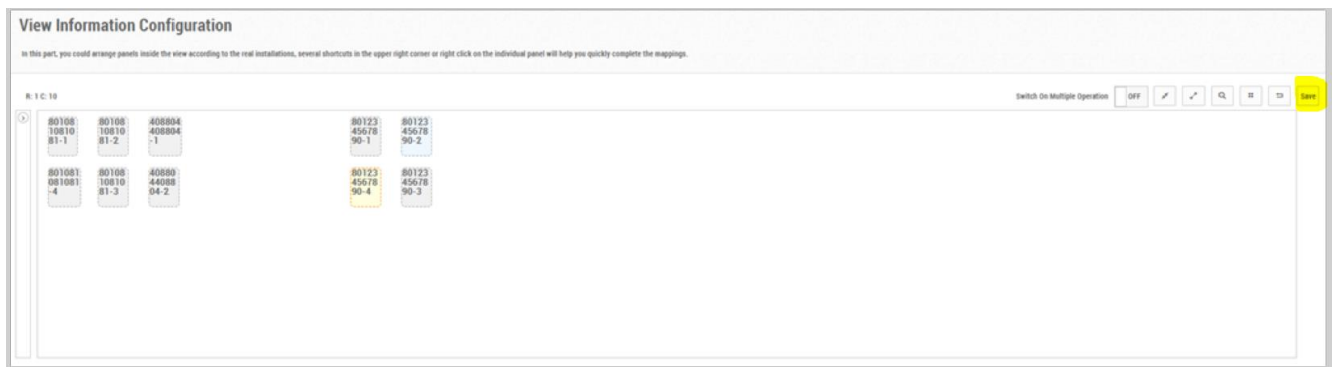 View Information Configuration
In this part, you could arrange panels inside the view according to the real installations, several shortcuts in the upper right corner or right click on the individual panel will help you quickly complete the mappings.
R: 1 C: 10
Switch On Multiple Operation OFF Save
80108 80108 408804 80123 80123
10810 10810 408804 45678 45678
81-1 81-2 -1 90-1 90-2
801081 80108 40880 80123 80123
081081 10810 44088 45678 45678
-4 81-3 04-2 90-4 90-3